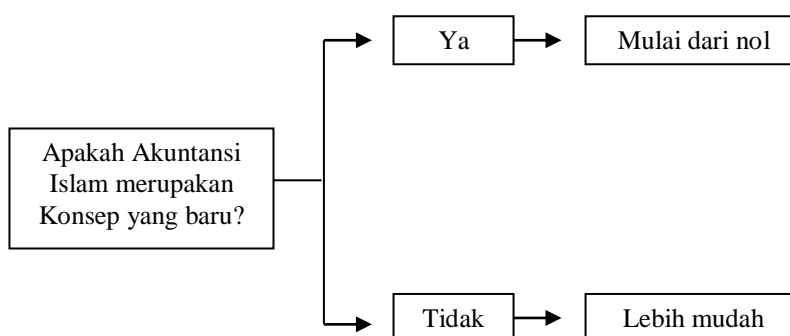 Ya
Mulai dari nol
Apakah Akuntansi
Islam merupakan
Konsep yang baru?
Tidak
Lebih mudah